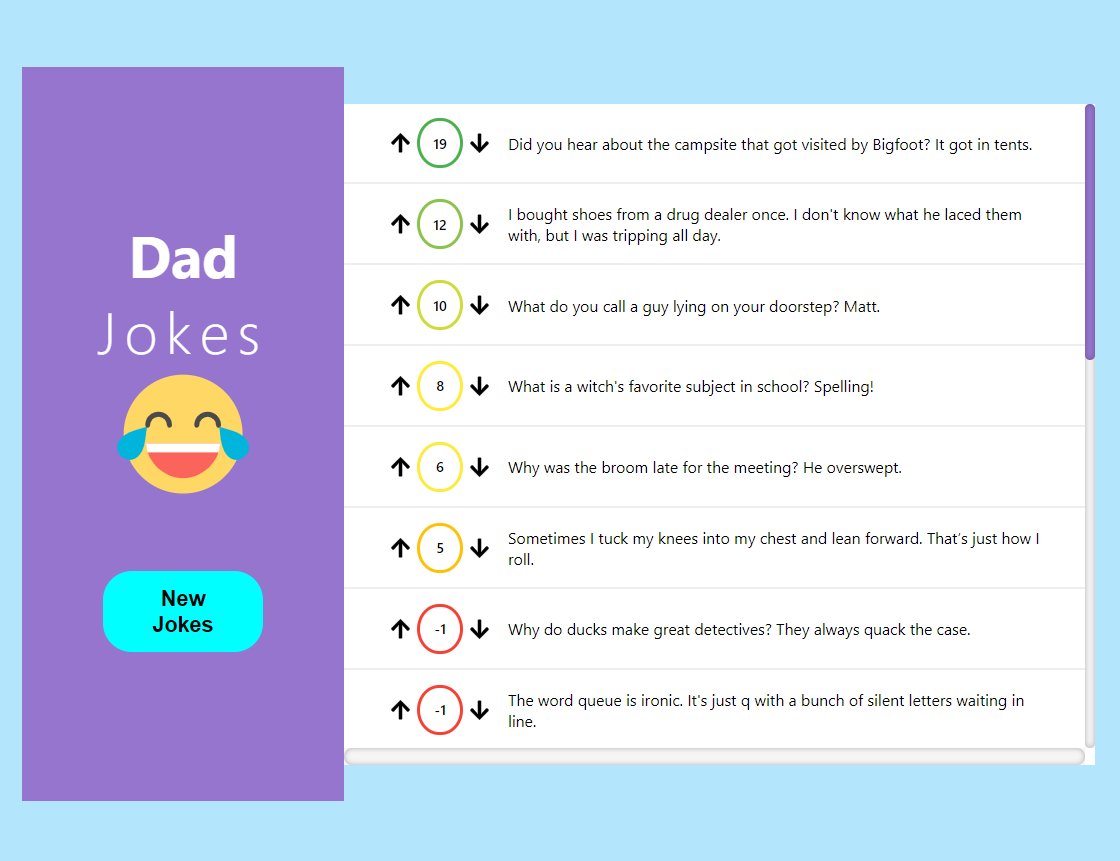 Dad
Jokes
New
Jokes
19
Did you hear about the campsite that got visited by Bigfoot? It got in tents.
12
I bought shoes from a drug dealer once. I don't know what he laced them
with, but I was tripping all day.
10
What do you call a guy lying on your doorstep? Matt.
8
What is a witch's favorite subject in school? Spelling!
6
Why was the broom late for the meeting? He overswept.
5
Sometimes I tuck my knees into my chest and lean forward. That’s just how I
roll.
-1
Why do ducks make great detectives? They always quack the case.
-1
The word queue is ironic. It's just q with a bunch of silent letters waiting in
line.